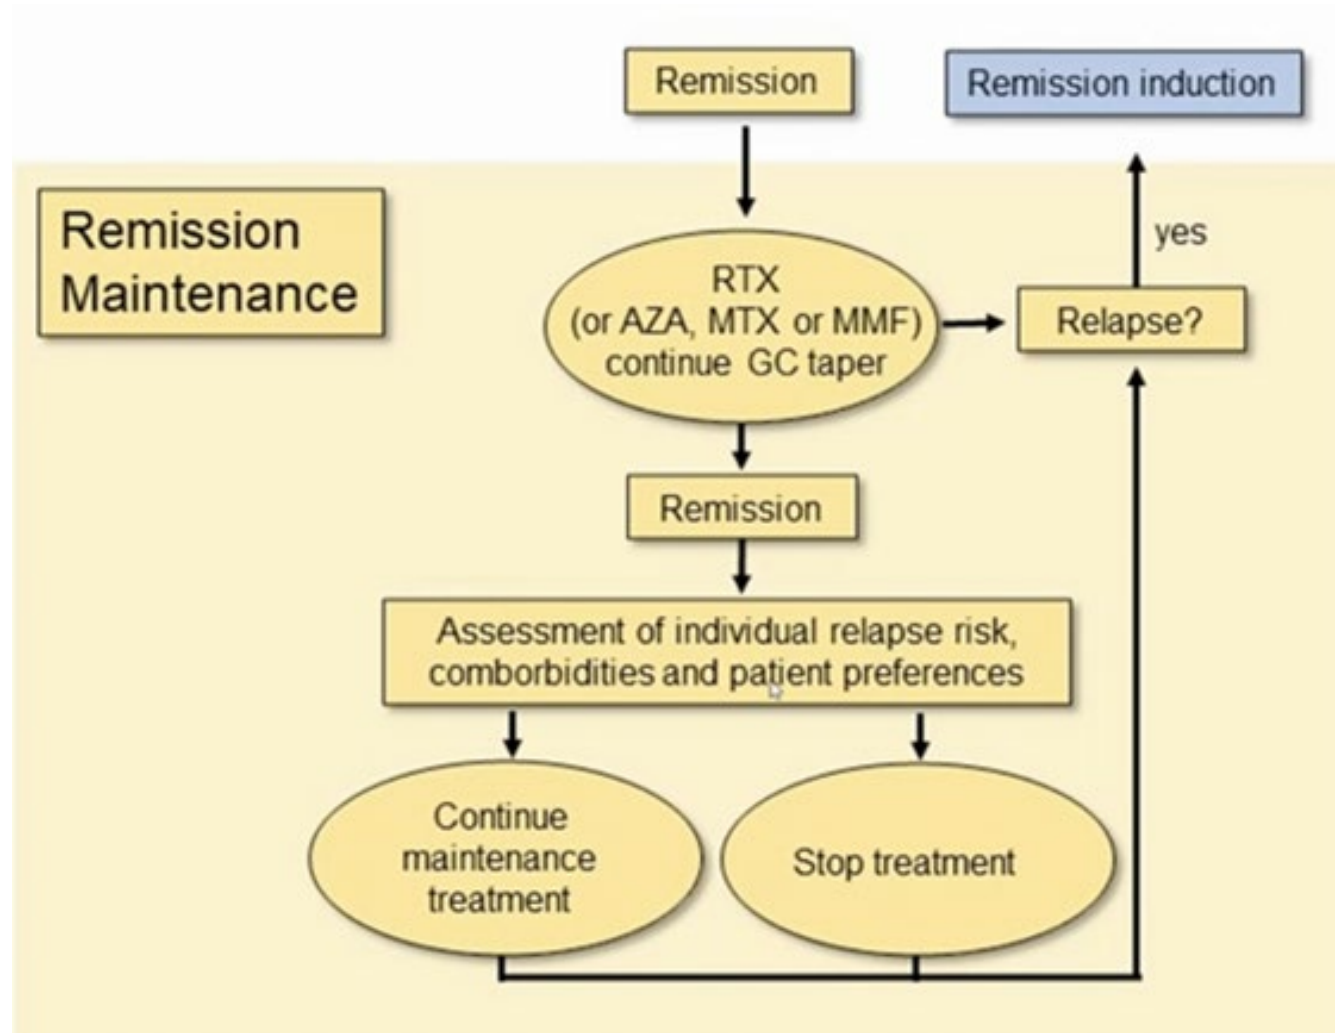 Remission
Remission induction
Remission
Maintenance
yes
RTX
(or AZA, MTX or MMF)
continue GC taper
Relapse?
Remission
Assessment of individual relapse risk,
comborbidities and patient preferences
Continue
maintenance
treatment
Stop treatment